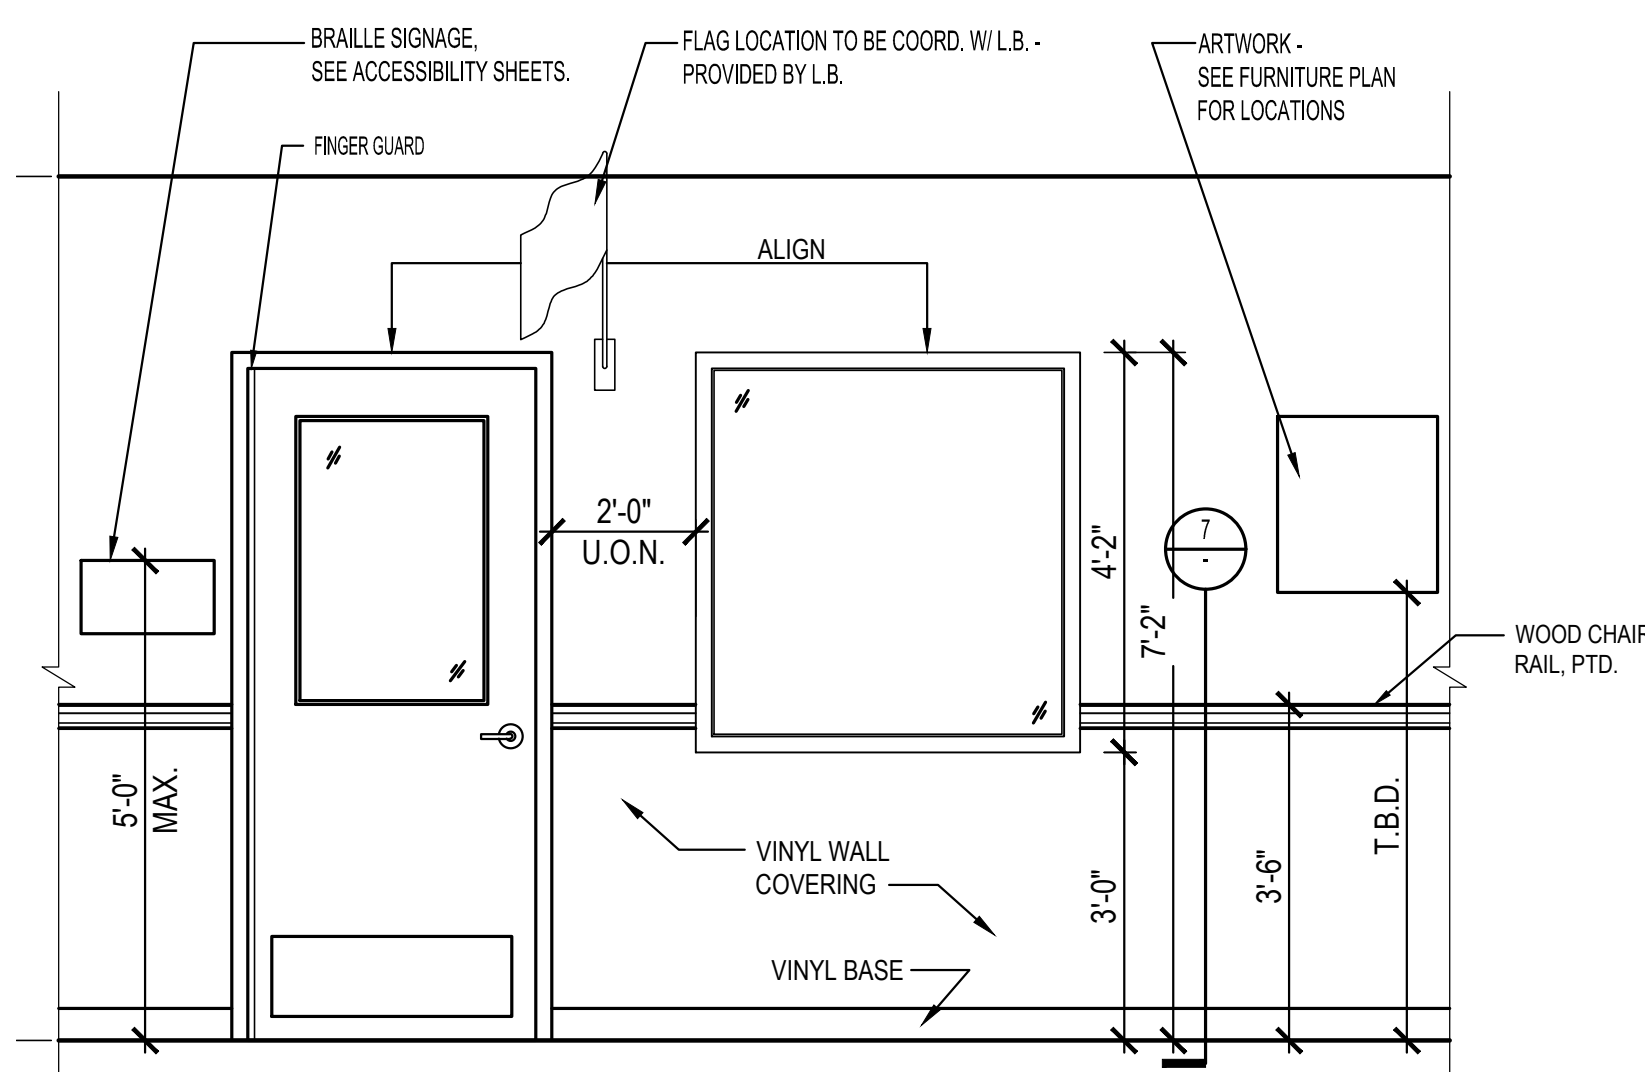 BRAILLE SIGNAGE,
SEE ACCESSIBILITY SHEETS.
FLAG LOCATION TO BE COORD. W/ L.B. -
PROVIDED BY L.B.
ARTWORK -
SEE FURNITURE PLAN
FOR LOCATIONS
FINGER GUARD
ALIGN
2'-0"
U.O.N.
4'-2"
7'-2"
7
-
WOOD CHAIR
RAIL, PTD.
5'-0"
MAX.
VINYL WALL
COVERING
3'-0"
3'-6"
T.B.D.
VINYL BASE